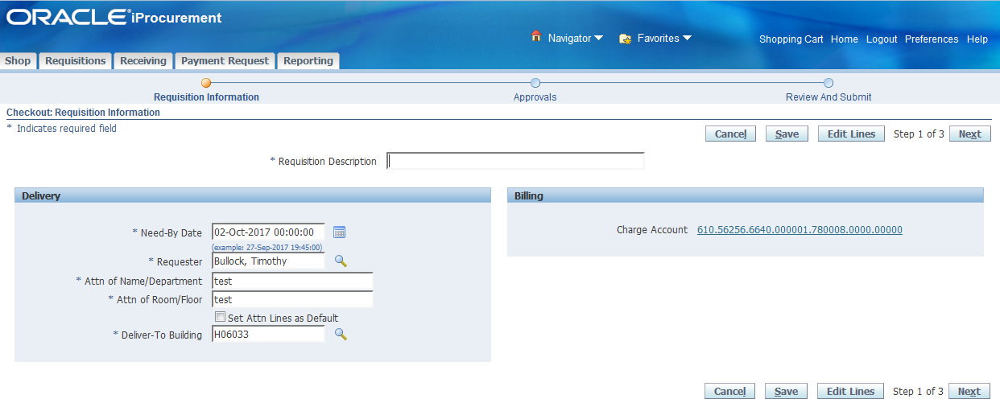 ORACLE® iProcurement
Navigator Favorites Shopping Cart Home Logout Preferences Help
Shop Requisitions Receiving Payment Request Reporting
Requisition Information Approvals Review And Submit
Checkout: Requisition Information
* Indicates required field
Cancel Save Edit Lines Step 1 of 3 Next
* Requisition Description
Delivery
* Need-By Date 02-Oct-2017 00:00:00
(example: 27-Sep-2017 19:45:00)
* Requester Bullock, Timothy
* Attn of Name/Department test
* Attn of Room/Floor test
Set Attn Lines as Default
* Deliver-To Building H06033
Billing
Charge Account 610.56256.6640.000001.780008.0000.00000
Cancel Save Edit Lines Step 1 of 3 Next